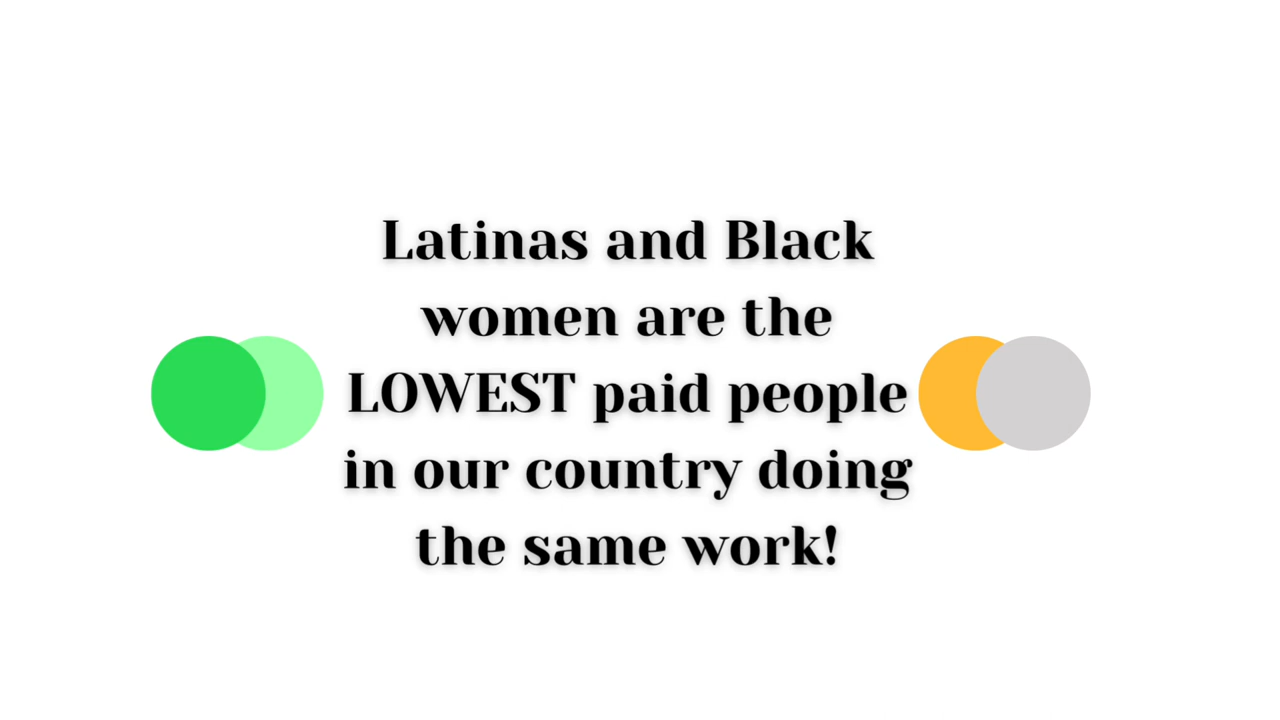 Latinas and Black
women are the
LOWEST paid people
in our country doing
the same work!